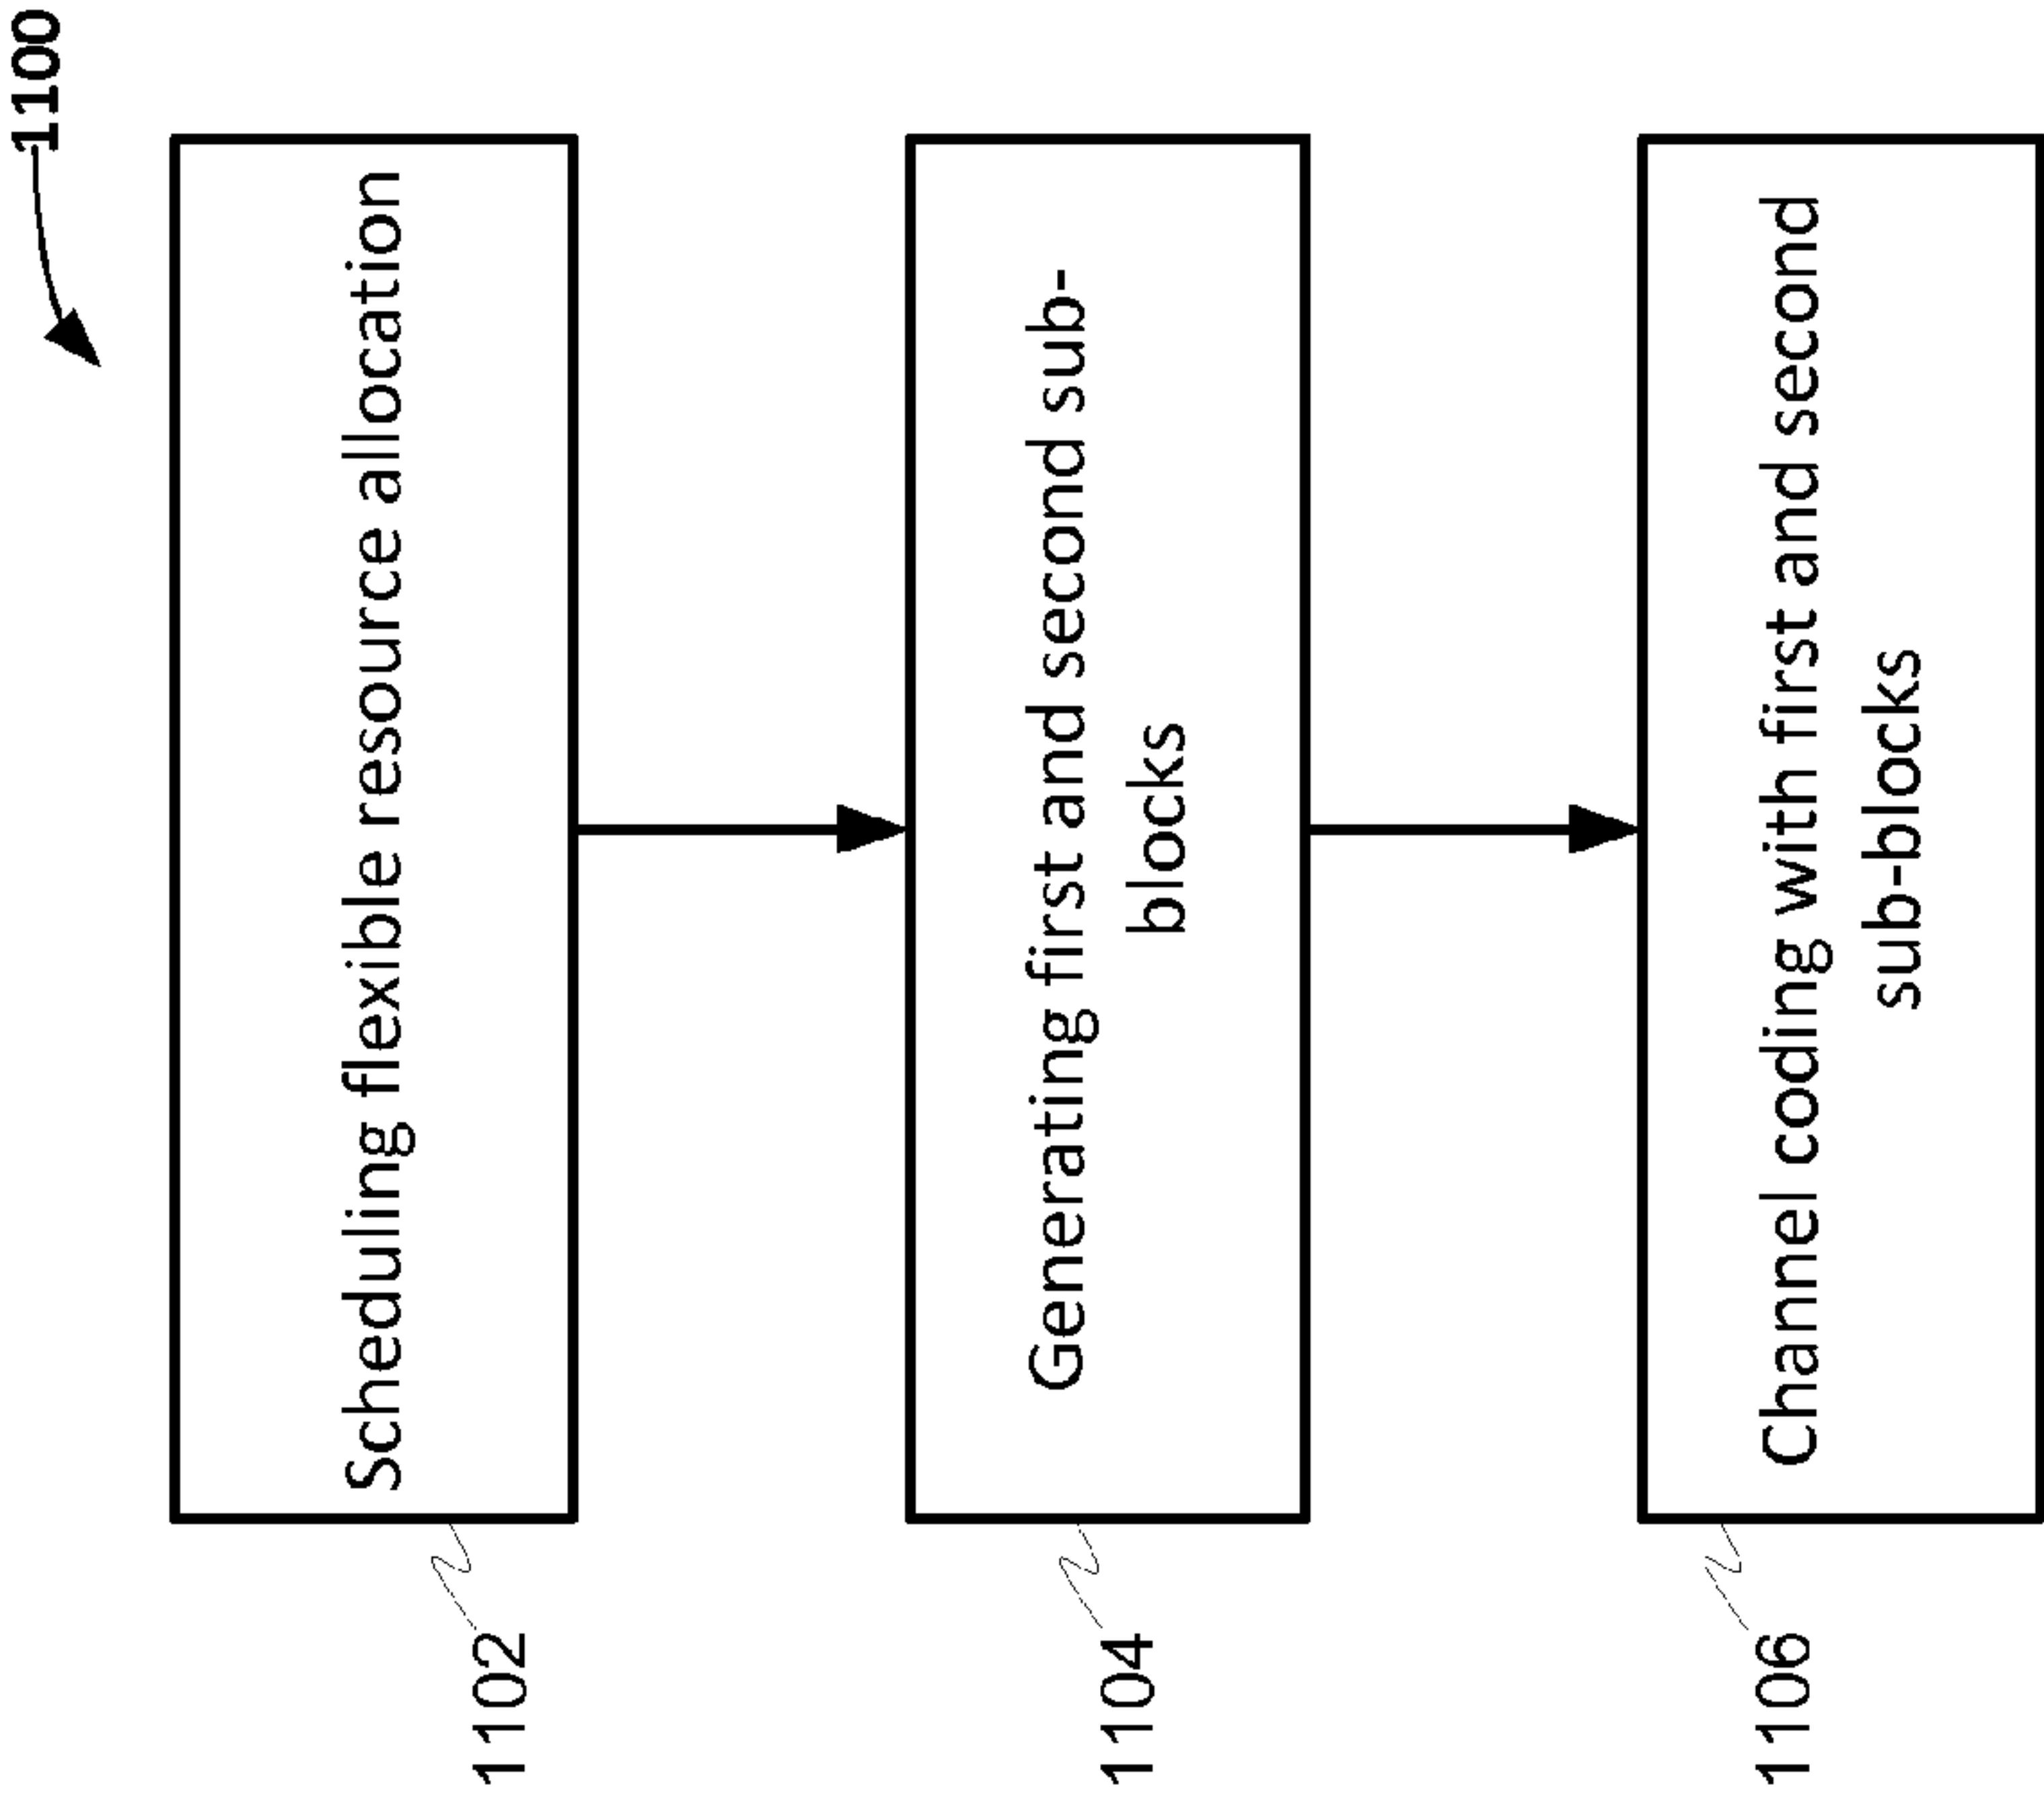 1100
Scheduling flexible resource allocation
1102
Generating first and second sub-
blocks
1104
Channel coding with first and second
sub-blocks
1106